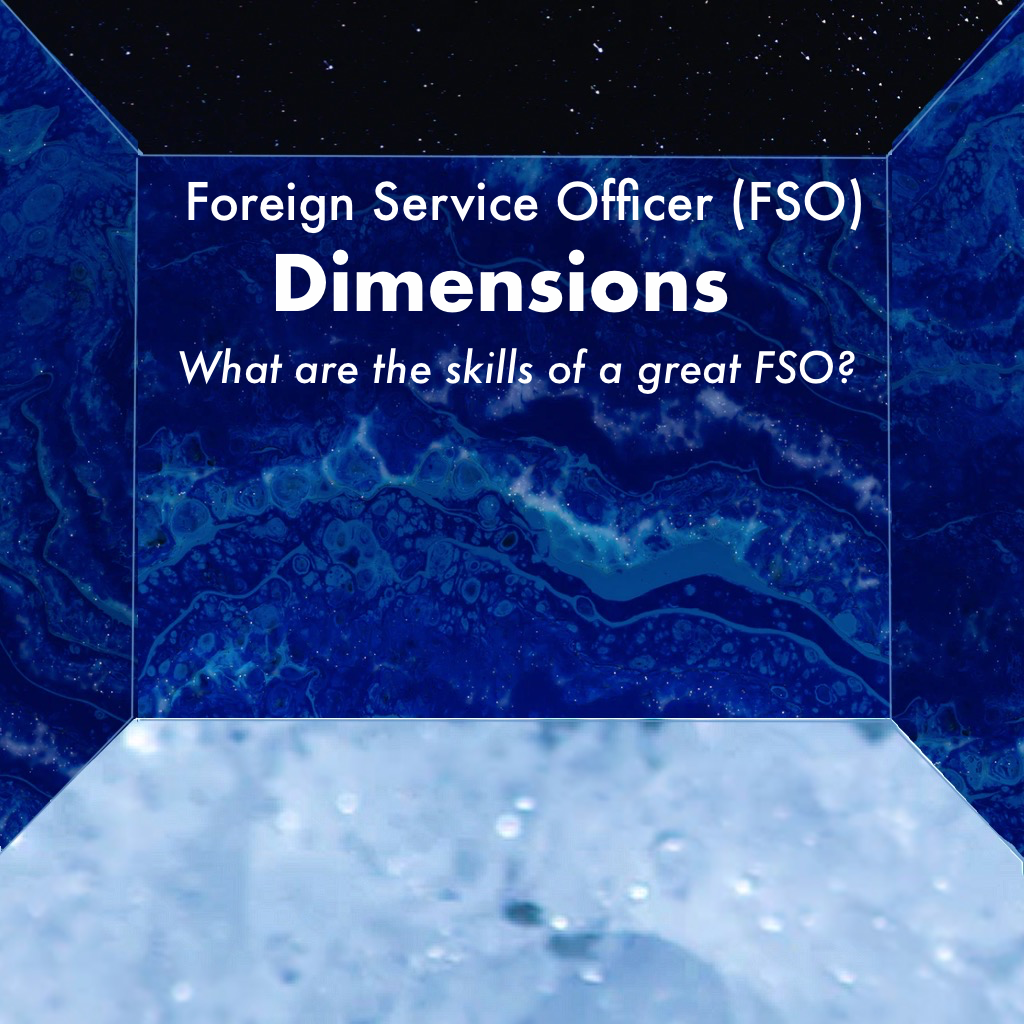 Foreign Service Officer (FSO)
Dimensions
What are the skills of a great FSO?